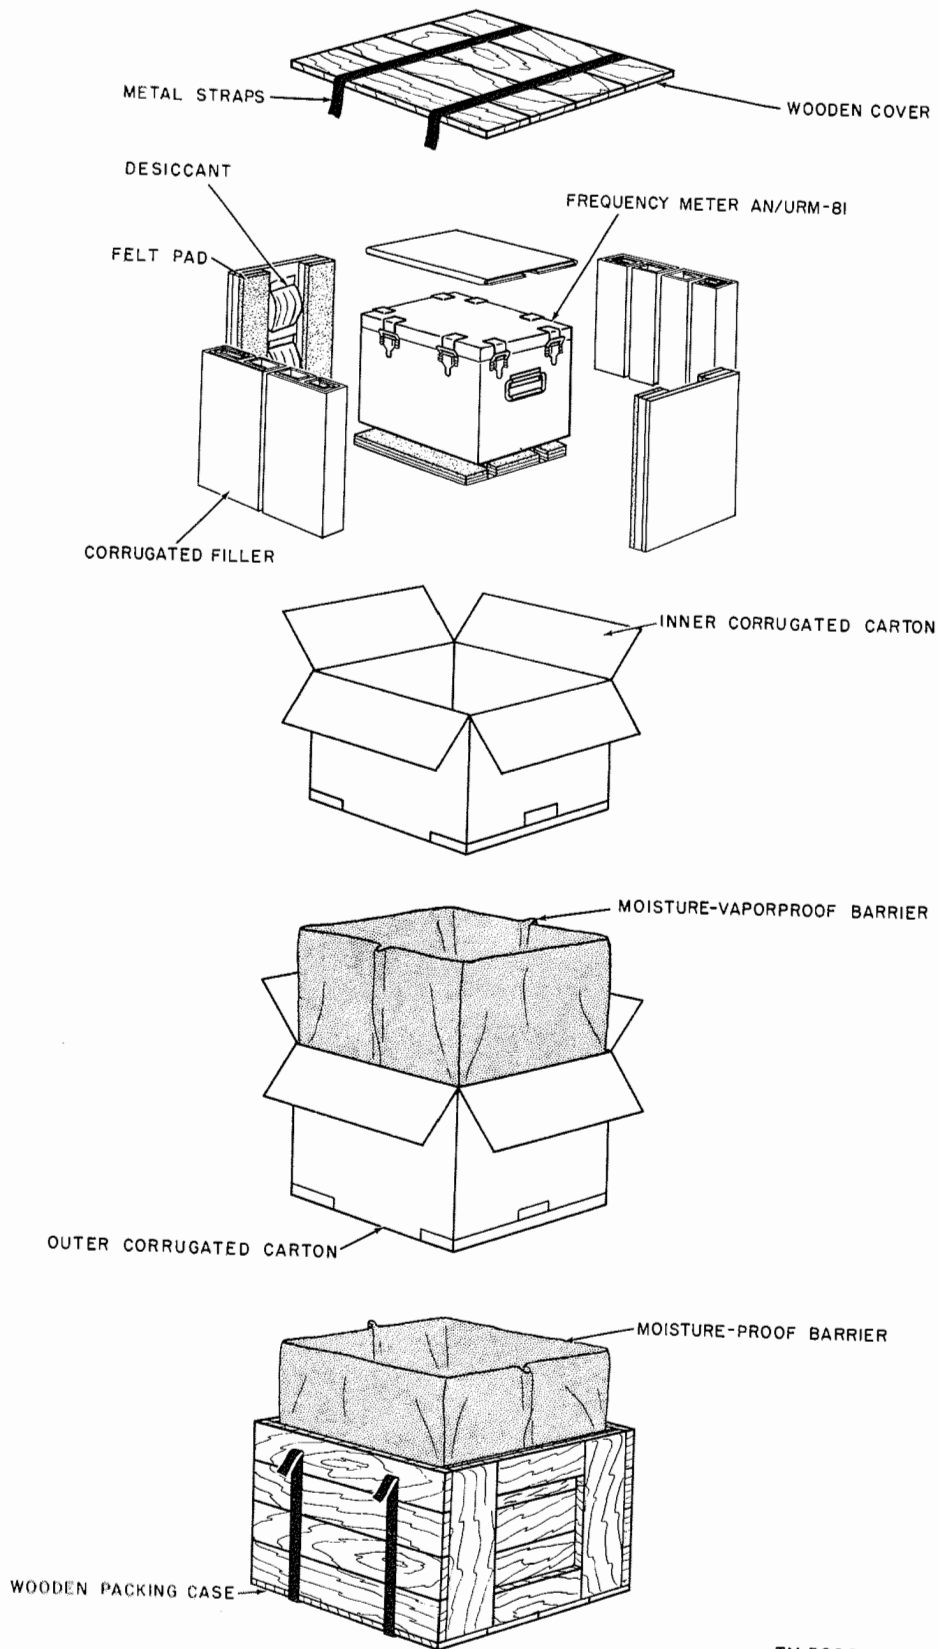 METAL STRAPS
WOODEN COVER
DESICCANT
FREQUENCY METER AN/URM-81
FELT PAD
CORRUGATED FILLER
INNER CORRUGATED CARTON
MOISTURE-VAPORPROOF BARRIER
OUTER CORRUGATED CARTON
MOISTURE-PROOF BARRIER
WOODEN PACKING CASE